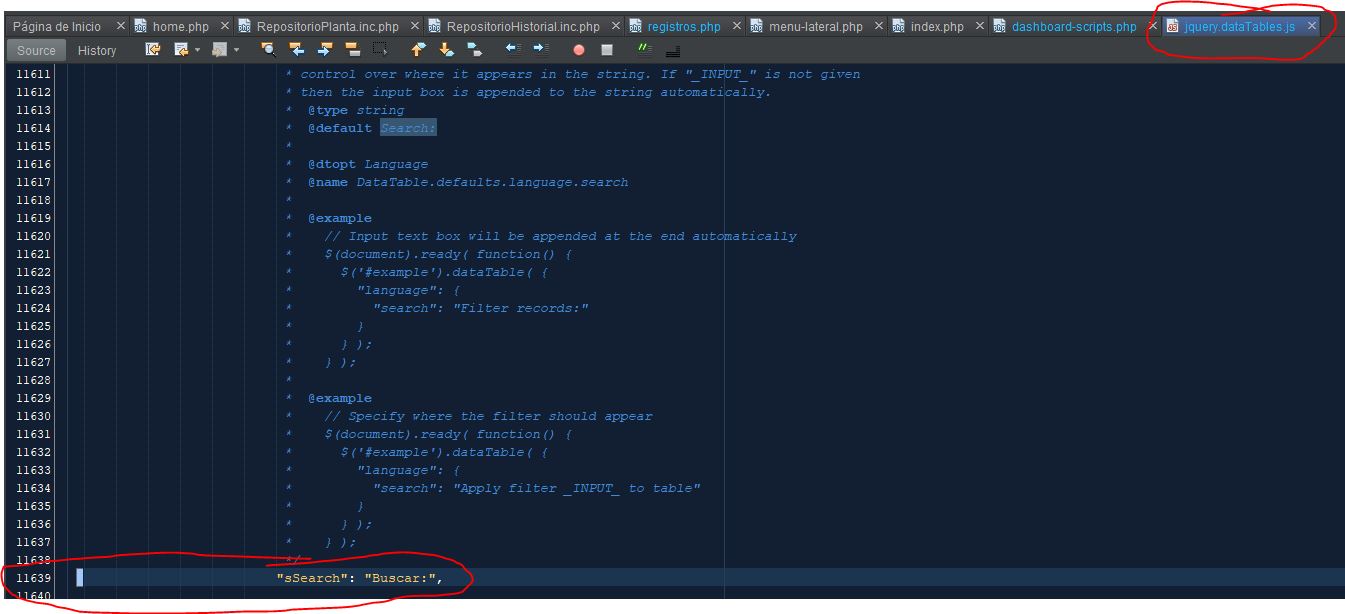 Página de Inicio home.php RepositorioPlanta.inc.php RepositorioHistorial.inc.php registros.php menu-lateral.php index.php dashboard-scripts.php jquery.dataTables.js
Source History
11611 * control over where it appears in the string. If "_INPUT_" is not given
11612 * then the input box is appended to the string automatically.
11613 * @type string
11614 * @default Search:
11615 *
11616 * @dtopt Language
11617 * @name DataTable.defaults.language.search
11618 *
11619 * @example
11620 * // Input text box will be appended at the end automatically
11621 * $(document).ready( function() {
11622 * $('#example').dataTable( {
11623 * "language": {
11624 * "search": "Filter records:"
11625 * }
11626 * } );
11627 * } );
11628 *
11629 * @example
11630 * // Specify where the filter should appear
11631 * $(document).ready( function() {
11632 * $('#example').dataTable( {
11633 * "language": {
11634 * "search": "Apply filter _INPUT_ to table"
11635 * }
11636 * } );
11637 * } );
11638 */
11639 "sSearch": "Buscar:",
11640